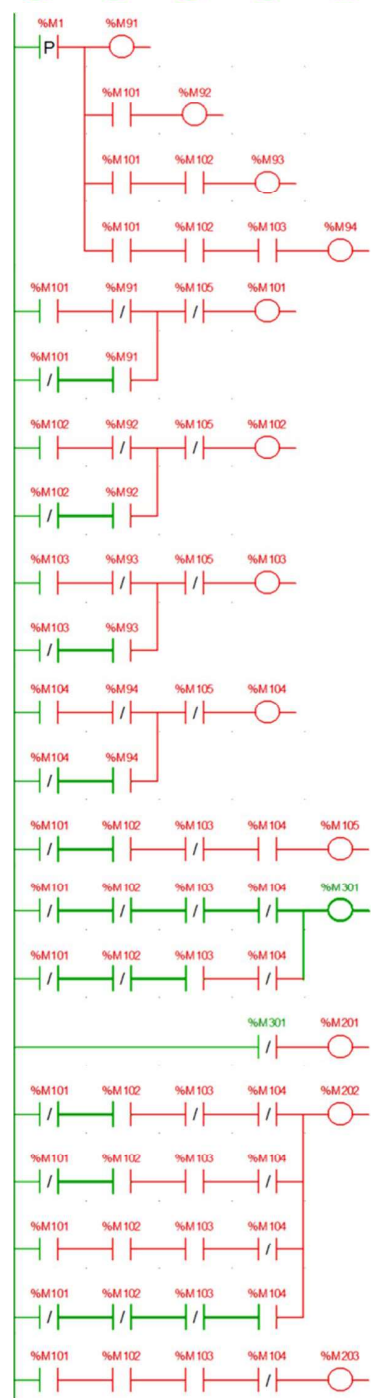 %M1 %M91
P
%M101 %M92
%M101 %M102 %M93
%M101 %M102 %M103 %M94
%M101 %M91 %M105 %M101
/ /
%M101 %M91
/
%M102 %M92 %M105 %M102
/ /
%M102 %M92
/
%M103 %M93 %M105 %M103
/ /
%M103 %M93
/
%M104 %M94 %M105 %M104
/ /
%M104 %M94
/
%M101 %M102 %M103 %M104 %M105
/ /
%M101 %M102 %M103 %M104 %M301
/ / / /
%M101 %M102 %M103 %M104
/ / /
%M301 %M201
/
%M101 %M102 %M103 %M104 %M202
/ / /
%M101 %M102 %M103 %M104
/ /
%M101 %M102 %M103 %M104
/
%M101 %M102 %M103 %M104
/ / /
%M101 %M102 %M103 %M104 %M203
/